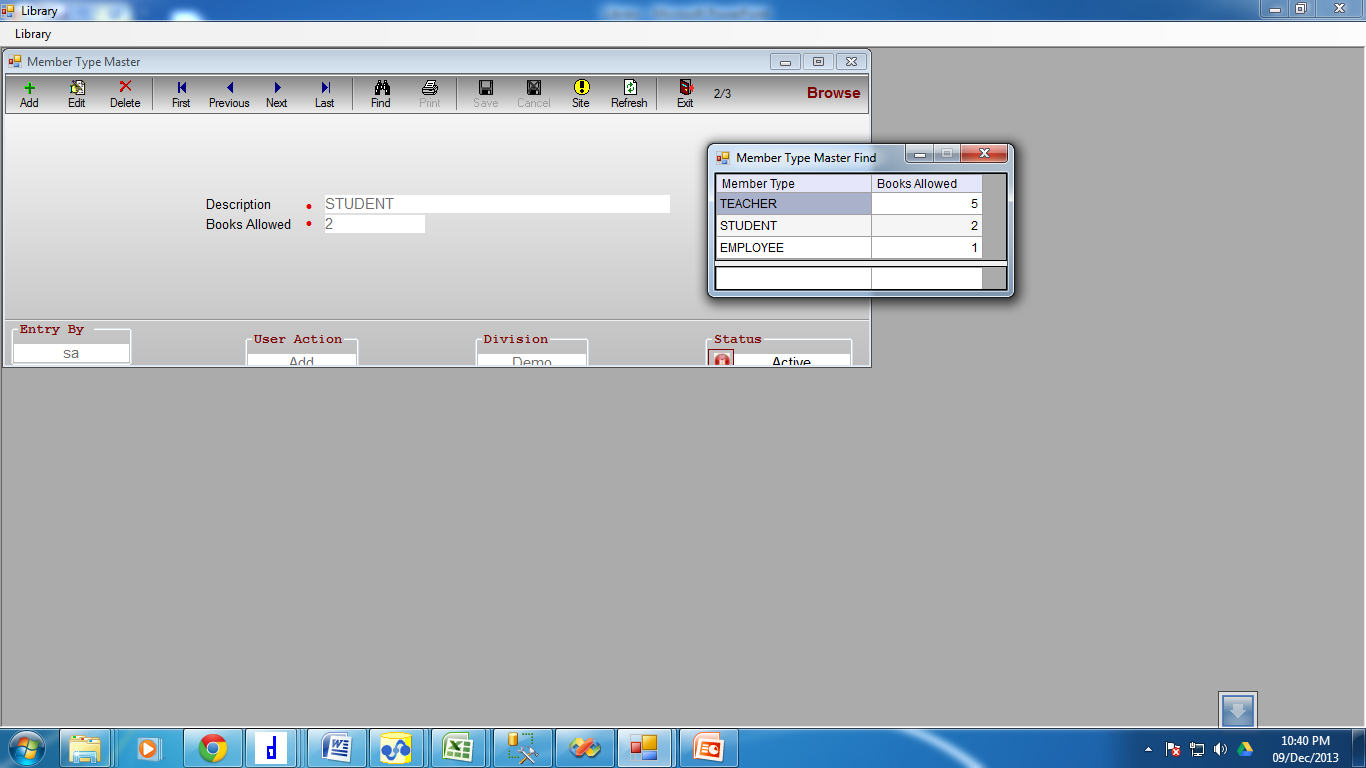 Library
Library
Member Type Master
Add Edit Delete First Previous Next Last Find Print Save Cancel Site Refresh Exit 2/3 Browse
Member Type Master Find
Member Type Books Allowed
TEACHER 5
STUDENT 2
EMPLOYEE 1
Description • STUDENT
Books Allowed • 2
Entry By
sa
User Action
Add
Division
Demo
Status
Active
10:40 PM
09/Dec/2013